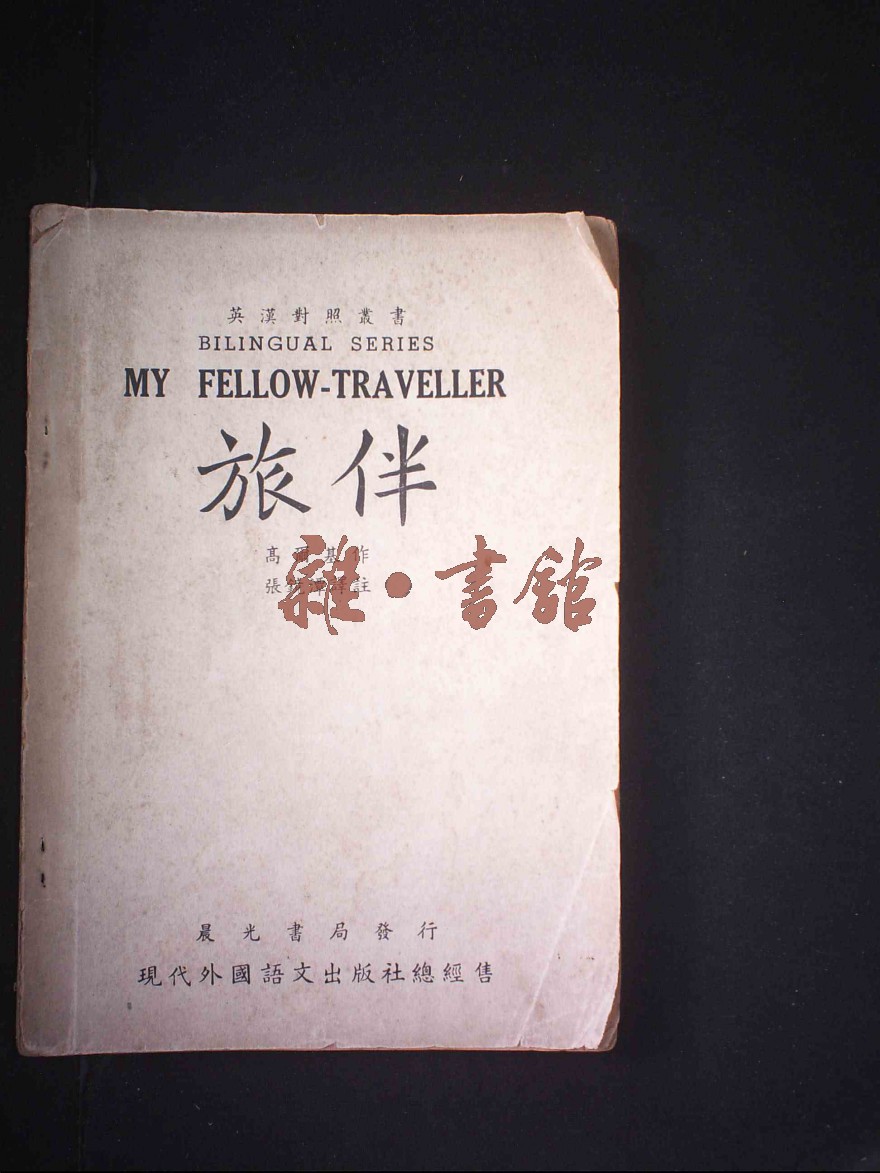 英漢對照叢書
BILINGUAL SERIES
MY FELLOW-TRAVELLER
旅伴
高爾基作
張 譯註
雜·書館
晨光書局發行
現代外國語文出版社總經售